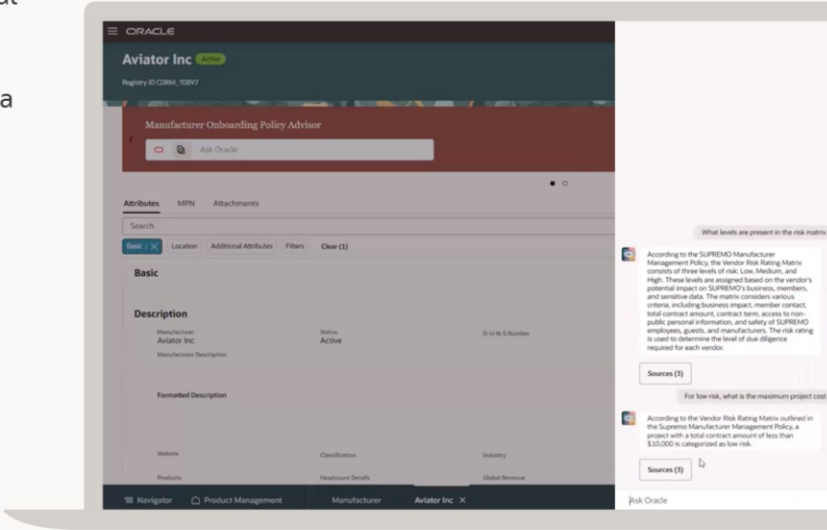 ut
a
ORACLE
Aviator Inc Active
Registry ID CDRM_70897
Manufacturer Onboarding Policy Advisor
Ask Oracle
Attributes MPN Attachments
Search
Basic Location Additional Attributes Filters Clear (1)
Basic
Description
Manufacturer Status D-U-N-S Number
Aviator Inc Active
Manufacturer Description
Formatted Description
Website Classification Industry
Products Headcount Details Global Revenue
Navigator Product Management Manufacturer Aviator Inc
What levels are present in the risk matrix
According to the SUPREMO Manufacturer
Management Policy, the Vendor Risk Rating Matrix
consists of three levels of risk: Low, Medium, and
High. These levels are assigned based on the vendor's
potential impact on SUPREMO's business, members,
and sensitive data. The matrix considers various
criteria, including business impact, member contact,
total contract amount, contract term, access to non-
public personal information, and safety of SUPREMO
employees, guests, and manufacturers. The risk rating
is used to determine the level of due diligence
required for each vendor.
Sources (3)
For low risk, what is the maximum project cost
According to the Vendor Risk Rating Matrix outlined in
the Supremo Manufacturer Management Policy, a
project with a total contract amount of less than
$10,000 is categorized as low risk.
Sources (3)
Ask Oracle